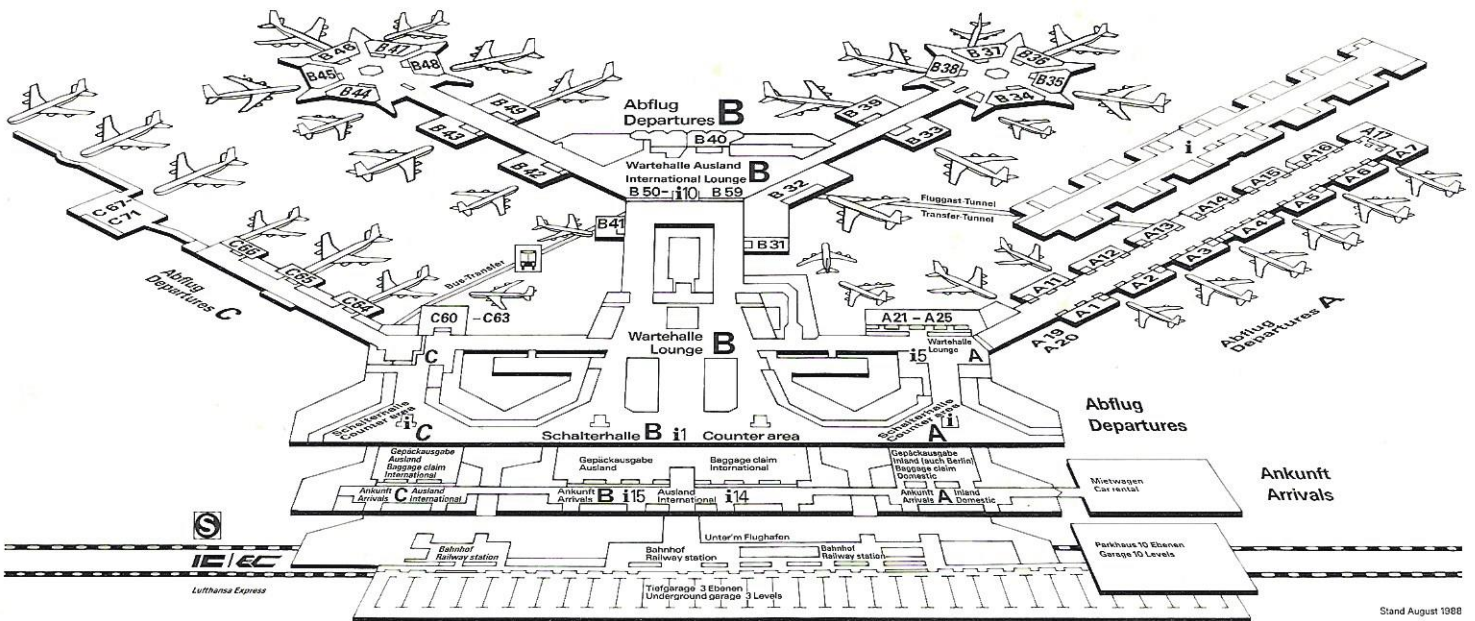 B46
B47
B45
B48
B44
B49
B43
B42
B41
Abflug
Departures B
B40
Wartehalle Ausland
International Lounge B
B 50- i10 B 59
B37
B38
B36
B35
B34
B39
B33
B 32
B 31
Fluggast-Tunnel
Transfer-Tunnel
i
A17
A7
A16
A6
A15
A5
A14
A4
A13
A3
A12
A2
A11
A1
A19
A20
Abflug
Departures A
C67-
C71
C66
C65
C64
Abflug
Departures C
Bus-Transfer
C60 -C63
C
Wartehalle
Lounge B
A21 - A25
Wartehalle
Lounge
i5 A
Schalterhalle
Counter area
i C
Schalterhalle B i1 Counter area
Schalterhalle
Counter area
i
A
Abflug
Departures
Gepäckausgabe
Ausland
Baggage claim
International
Gepäckausgabe
Ausland
Baggage claim
International
Gepäckausgabe
Inland (auch Berlin)
Baggage claim
Domestic
Ankunft
Arrivals C Ausland
International
Ankunft
Arrivals B i15 Ausland
International i14
Ankunft
Arrivals A Inland
Domestic
Mietwagen
Car rental
Ankunft
Arrivals
S
IC EC
Lufthansa Express
Unter'm Flughafen
Bahnhof
Railway station
Bahnhof
Railway station
Bahnhof
Railway station
Parkhaus 10 Ebenen
Garage 10 Levels
Tiefgarage 3 Ebenen
Underground garage 3 Levels
Stand August 1988